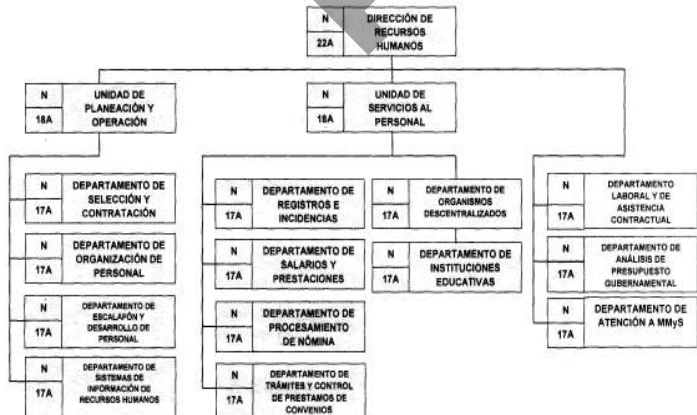 N
22A
DIRECCIÓN DE
RECURSOS
HUMANOS
N
18A
UNIDAD DE
PLANEACIÓN Y
OPERACIÓN
N
18A
UNIDAD DE
SERVICIOS AL
PERSONAL
N
17A
DEPARTAMENTO DE
SELECCIÓN Y
CONTRATACIÓN
N
17A
DEPARTAMENTO DE
ORGANIZACIÓN DE
PERSONAL
N
17A
DEPARTAMENTO DE
ESCALAFÓN Y
DESARROLLO DE
PERSONAL
N
17A
DEPARTAMENTO DE
SISTEMAS DE
INFORMACIÓN DE
RECURSOS HUMANOS
N
17A
DEPARTAMENTO DE
REGISTROS E
INCIDENCIAS
N
17A
DEPARTAMENTO DE
SALARIOS Y
PRESTACIONES
N
17A
DEPARTAMENTO DE
PROCESAMIENTO
DE NÓMINA
N
17A
DEPARTAMENTO DE
TRÁMITES Y CONTROL
DE PRESTAMOS DE
CONVENIOS
N
17A
DEPARTAMENTO DE
ORGANISMOS
DESCENTRALIZADOS
N
17A
DEPARTAMENTO DE
INSTITUCIONES
EDUCATIVAS
N
17A
DEPARTAMENTO
LABORAL Y DE
ASISTENCIA
CONTRACTUAL
N
17A
DEPARTAMENTO DE
ANÁLISIS DE
PRESUPUESTO
GUBERNAMENTAL
N
17A
DEPARTAMENTO DE
ATENCIÓN A MMyS